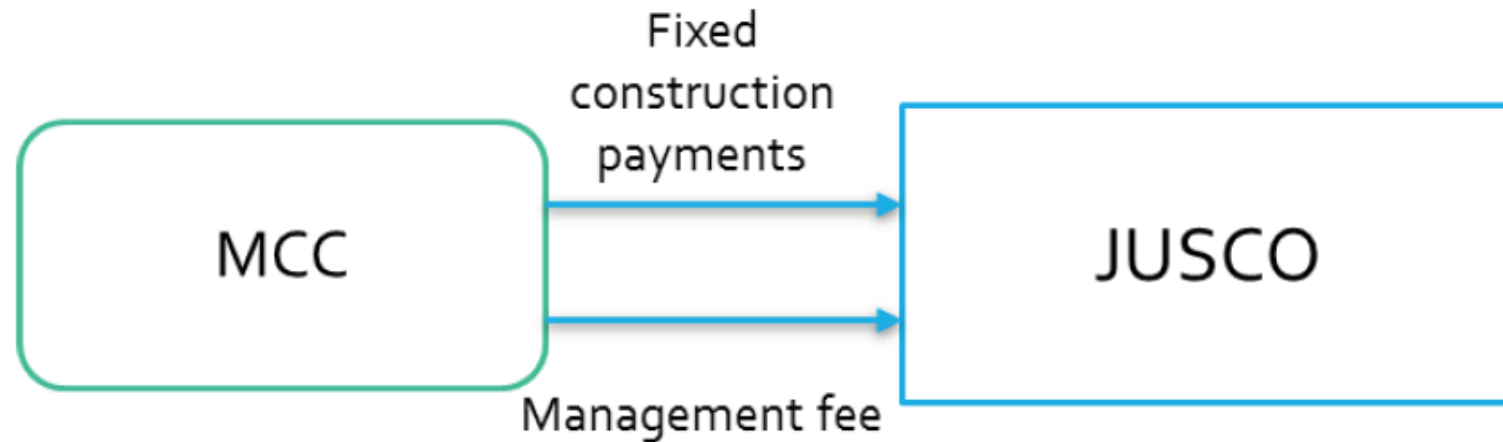 Fixed
construction
payments
MCC
JUSCO
Management fee